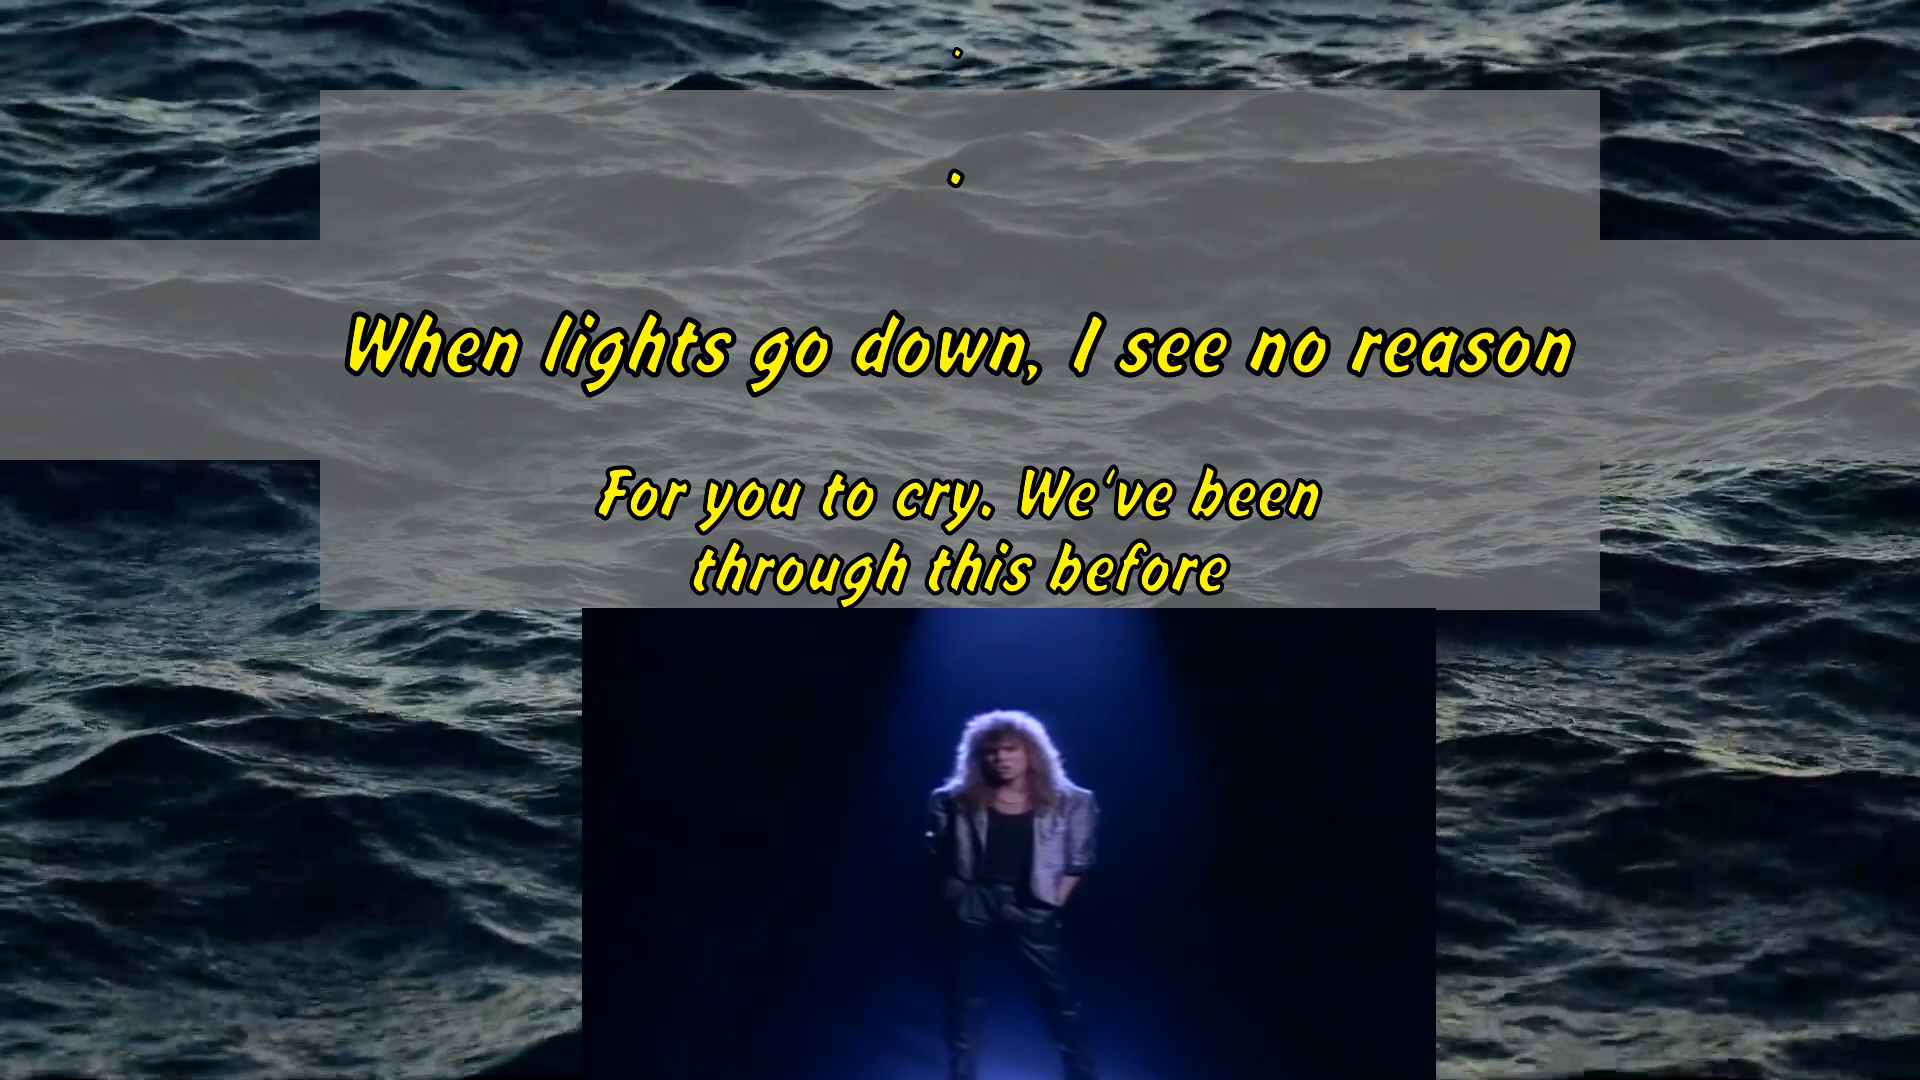 .
.
When lights go down, I see no reason
For you to cry. We've been
through this before